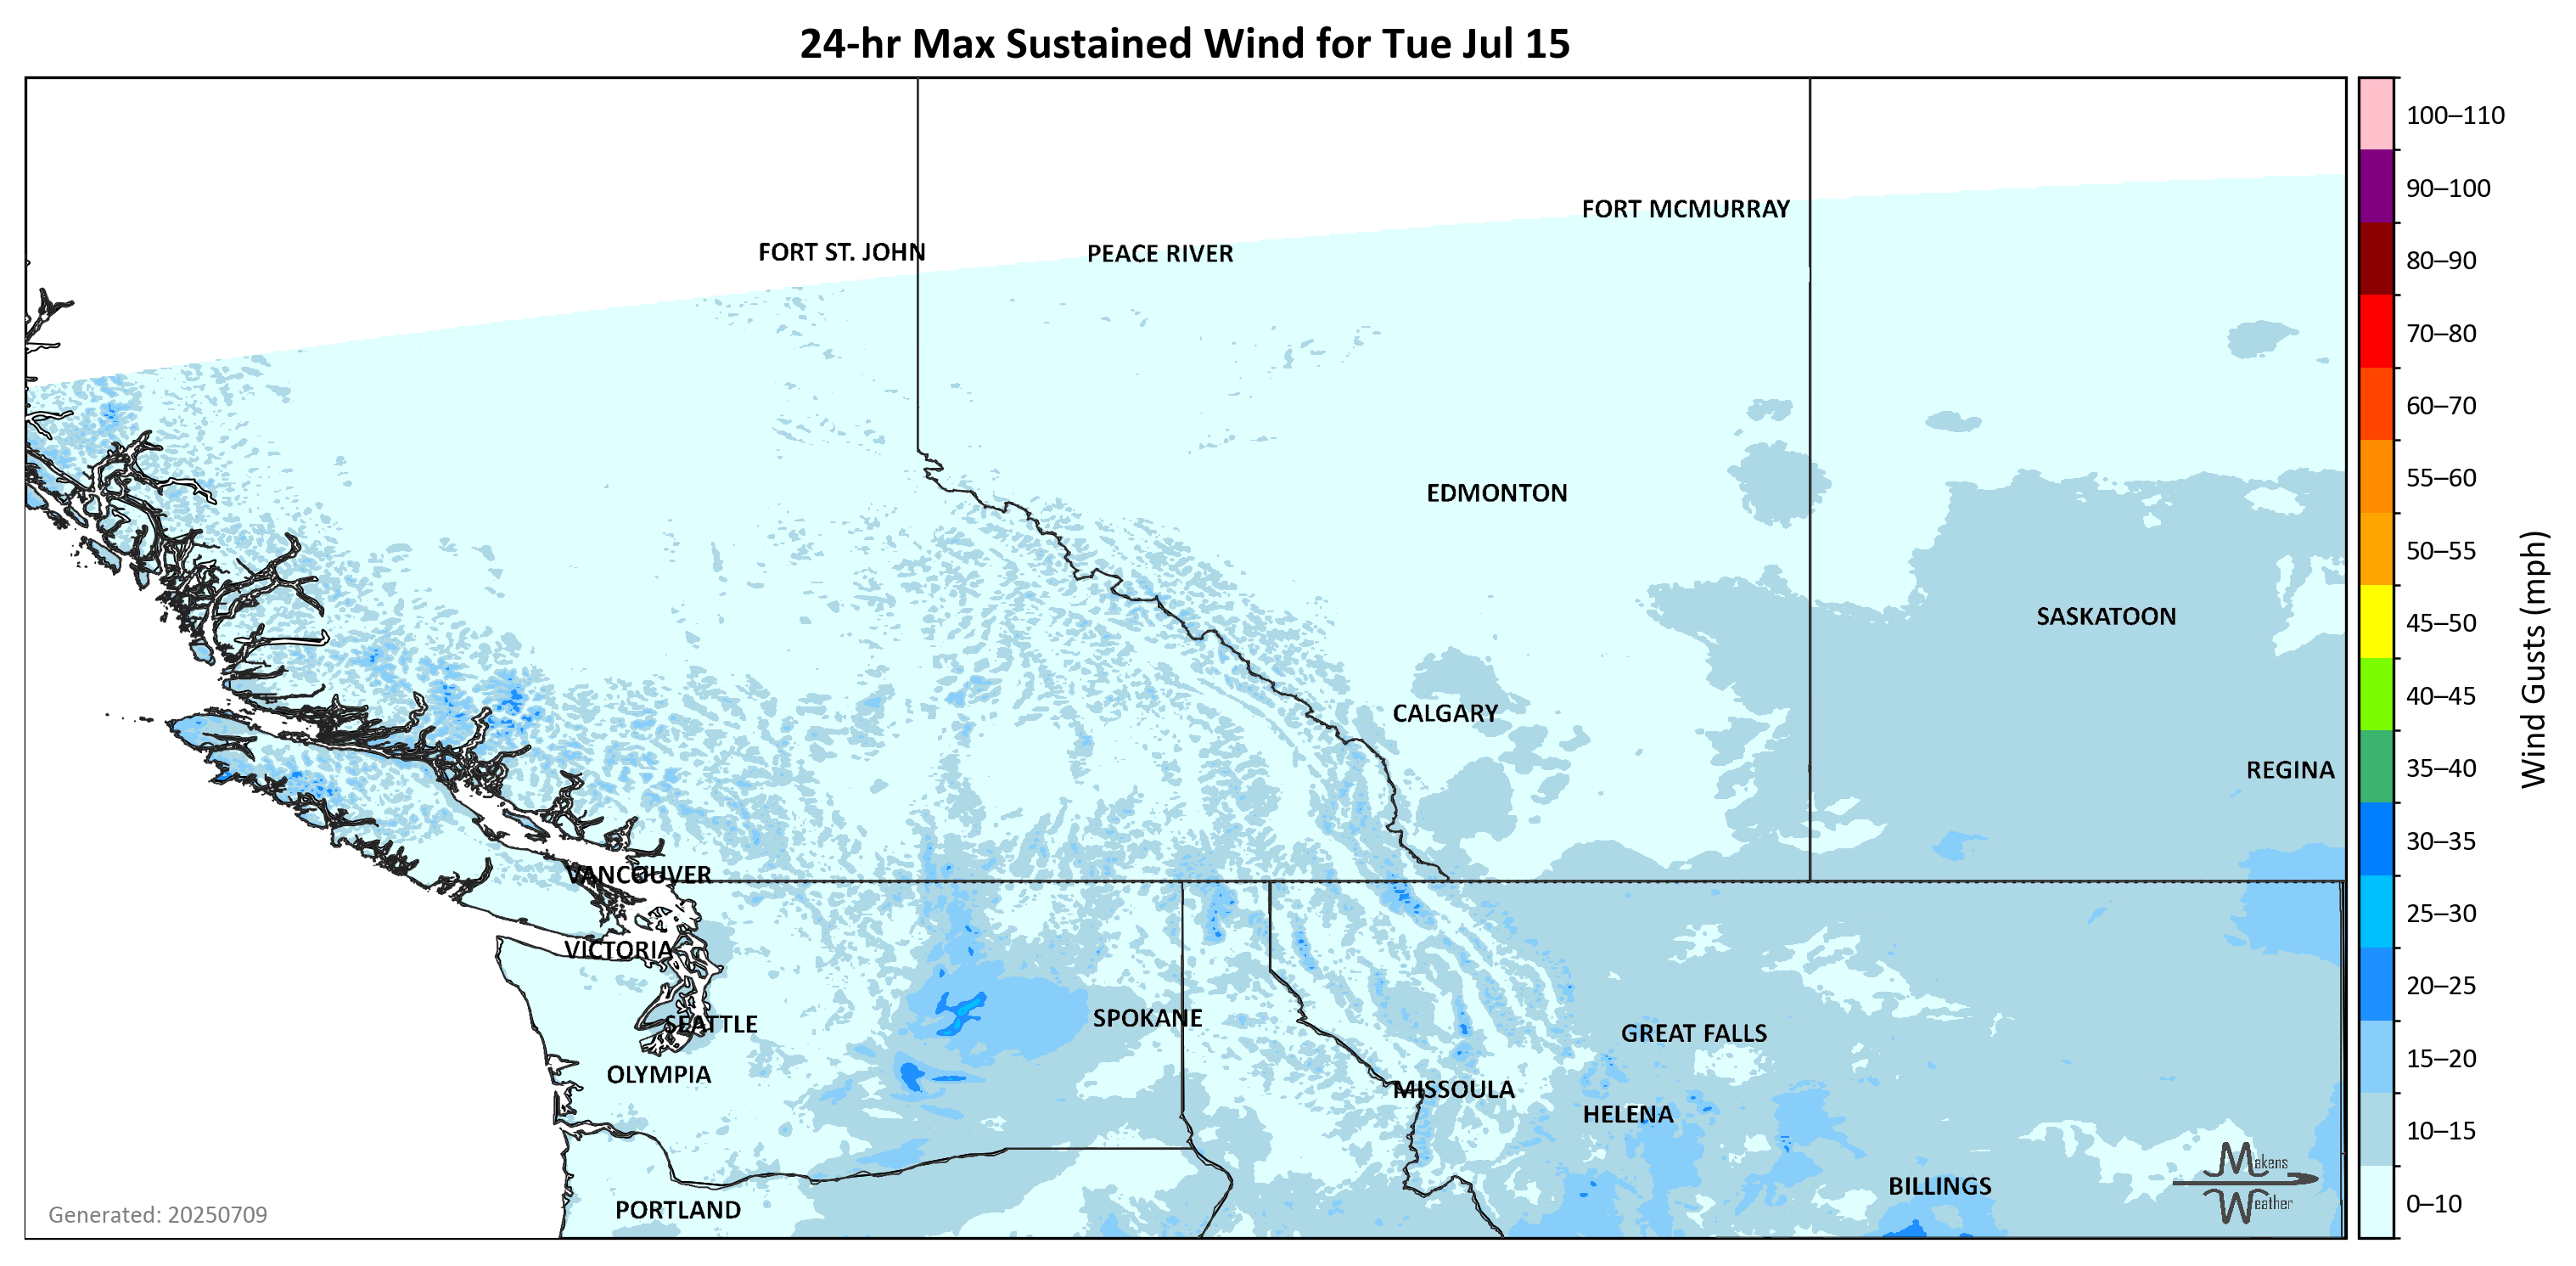 24-hr Max Sustained Wind for Tue Jul 15
100–110
90–100
80–90
70–80
60–70
55–60
50–55
45–50
40–45
35–40
30–35
25–30
20–25
15–20
10–15
0–10
Wind Gusts (mph)
FORT MCMURRAY
FORT ST. JOHN
PEACE RIVER
EDMONTON
SASKATOON
CALGARY
REGINA
VANCOUVER
VICTORIA
SEATTLE
SPOKANE
GREAT FALLS
OLYMPIA
MISSOULA
HELENA
BILLINGS
PORTLAND
Makens
Weather
Generated: 20250709